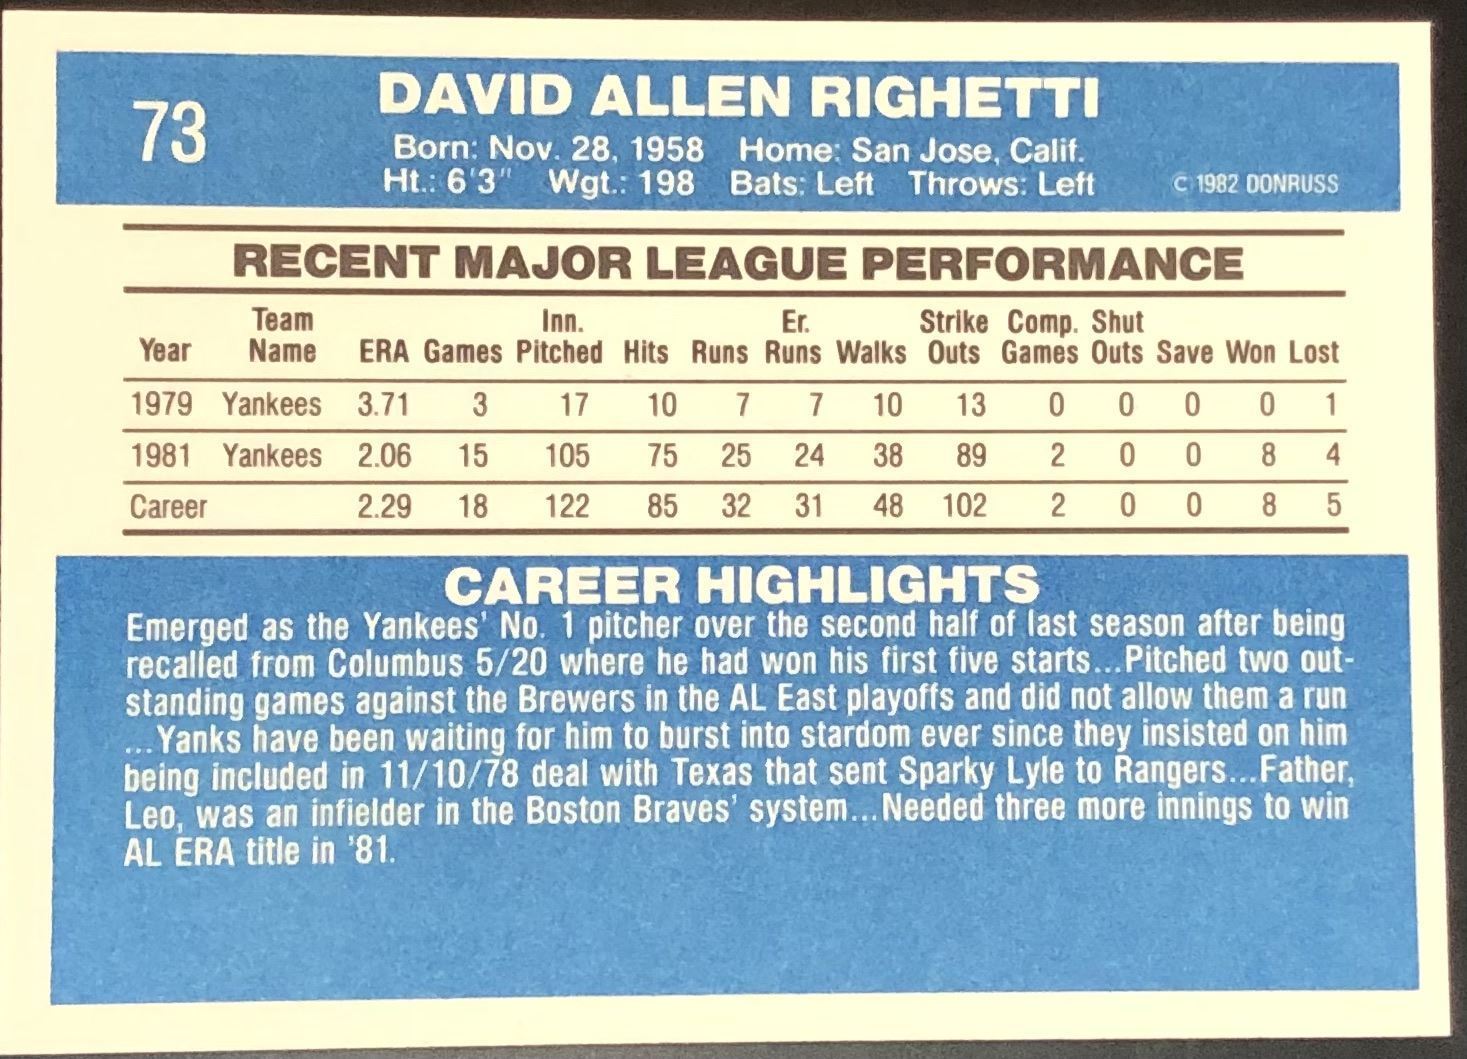 73
DAVID ALLEN RIGHETTI
Born: Nov. 28, 1958 Home: San Jose, Calif.
Ht.: 6'3" Wgt.: 198 Bats: Left Throws: Left
© 1982 DONRUSS
RECENT MAJOR LEAGUE PERFORMANCE
Year Team Name ERA Games Inn. Pitched Hits Runs Er. Runs Walks Strike Outs Comp. Games Shut Outs Save Won Lost
1979 Yankees 3.71 3 17 10 7 7 10 13 0 0 0 0 1
1981 Yankees 2.06 15 105 75 25 24 38 89 2 0 0 8 4
Career 2.29 18 122 85 32 31 48 102 2 0 0 8 5
CAREER HIGHLIGHTS
Emerged as the Yankees' No. 1 pitcher over the second half of last season after being
recalled from Columbus 5/20 where he had won his first five starts...Pitched two out-
standing games against the Brewers in the AL East playoffs and did not allow them a run
...Yanks have been waiting for him to burst into stardom ever since they insisted on him
being included in 11/10/78 deal with Texas that sent Sparky Lyle to Rangers...Father,
Leo, was an infielder in the Boston Braves' system...Needed three more innings to win
AL ERA title in '81.